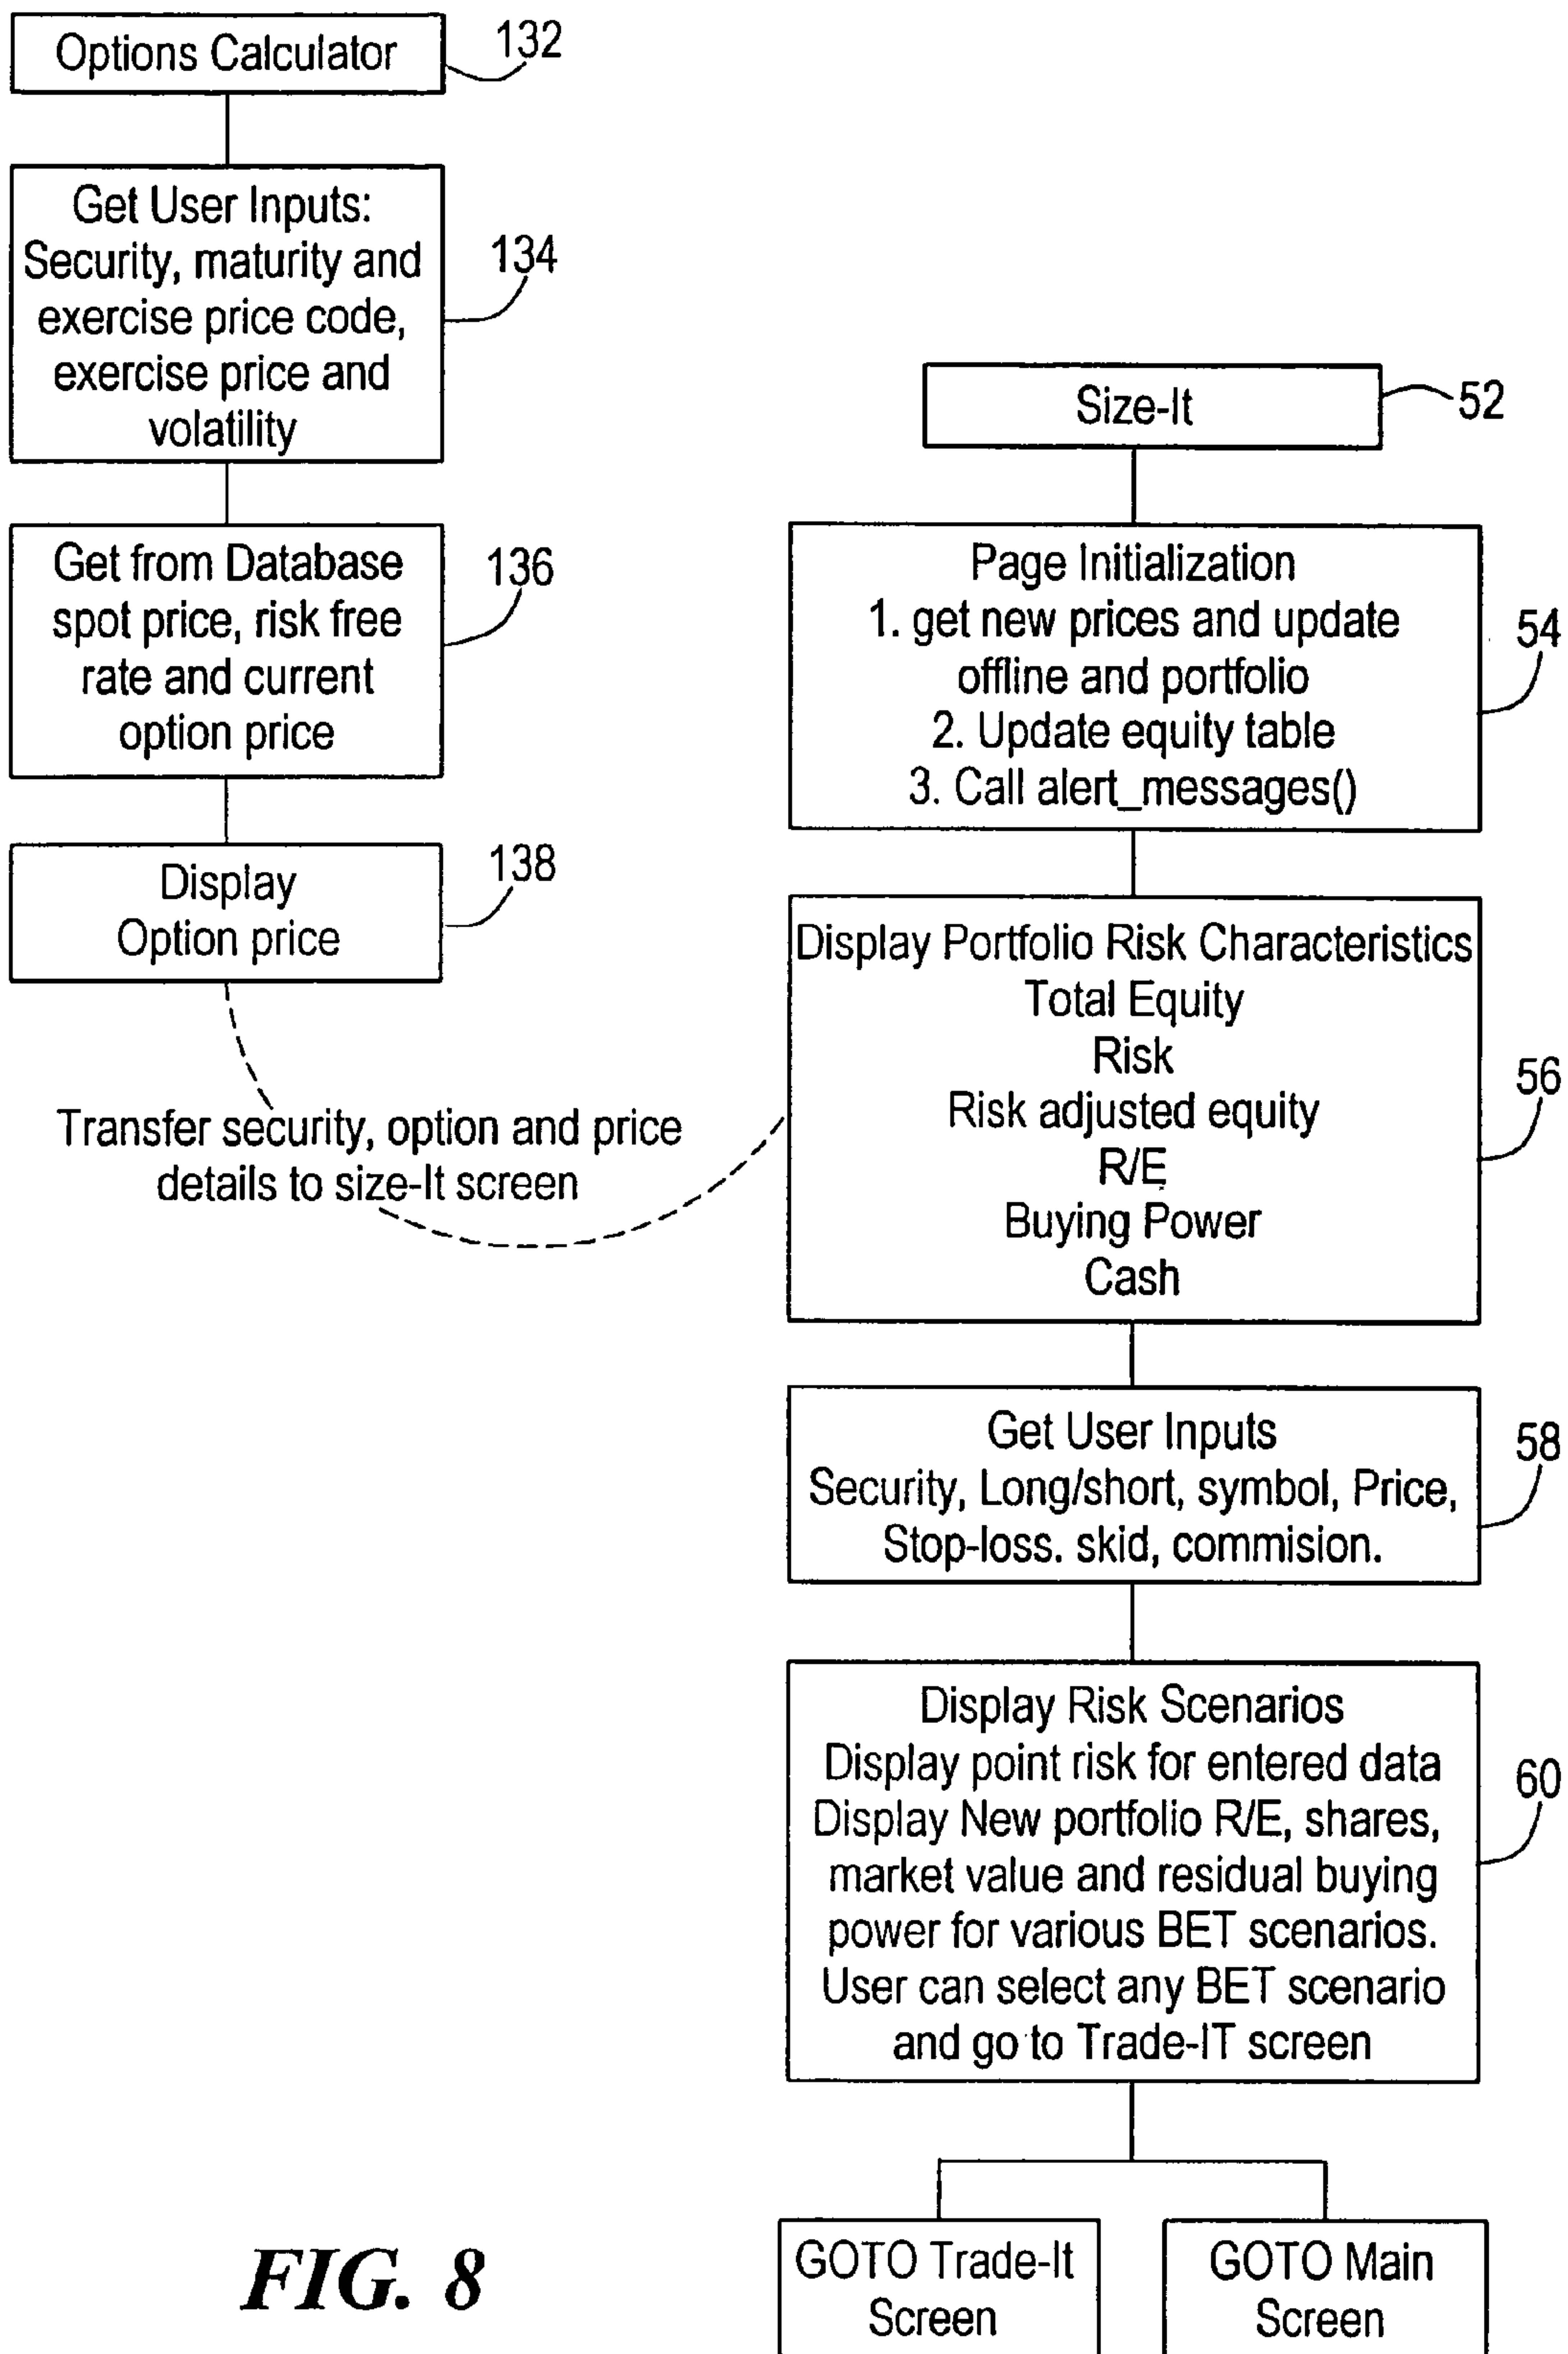 Options Calculator
132
Get User Inputs:
Security, maturity and
exercise price code,
exercise price and
volatility
134
Get from Database
spot price, risk free
rate and current
option price
136
Display
Option price
138
Transfer security, option and price
details to size-It screen
Size-It
52
Page Initialization
1. get new prices and update
offline and portfolio
2. Update equity table
3. Call alert_messages()
54
Display Portfolio Risk Characteristics
Total Equity
Risk
Risk adjusted equity
R/E
Buying Power
Cash
56
Get User Inputs
Security, Long/short, symbol, Price,
Stop-loss. skid, commision.
58
Display Risk Scenarios
Display point risk for entered data
Display New portfolio R/E, shares,
market value and residual buying
power for various BET scenarios.
User can select any BET scenario
and go to Trade-IT screen
60
GOTO Trade-It
Screen
GOTO Main
Screen
FIG. 8